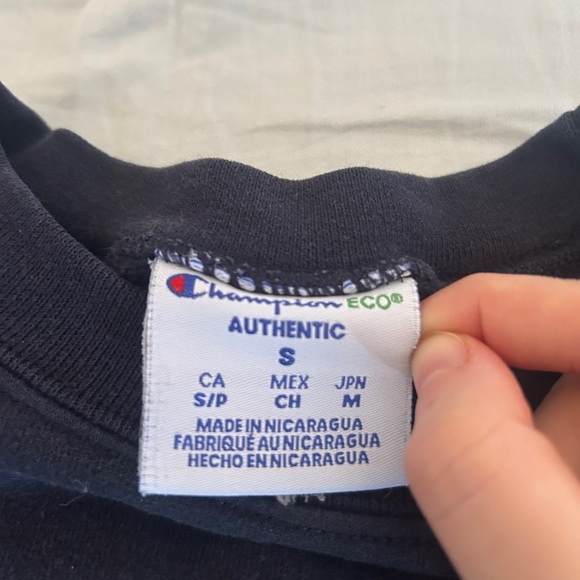 Champion ECO®
AUTHENTIC
S
CA MEX JPN
S/P CH M
MADE IN NICARAGUA
FABRIQUÉ AU NICARAGUA
HECHO EN NICARAGUA